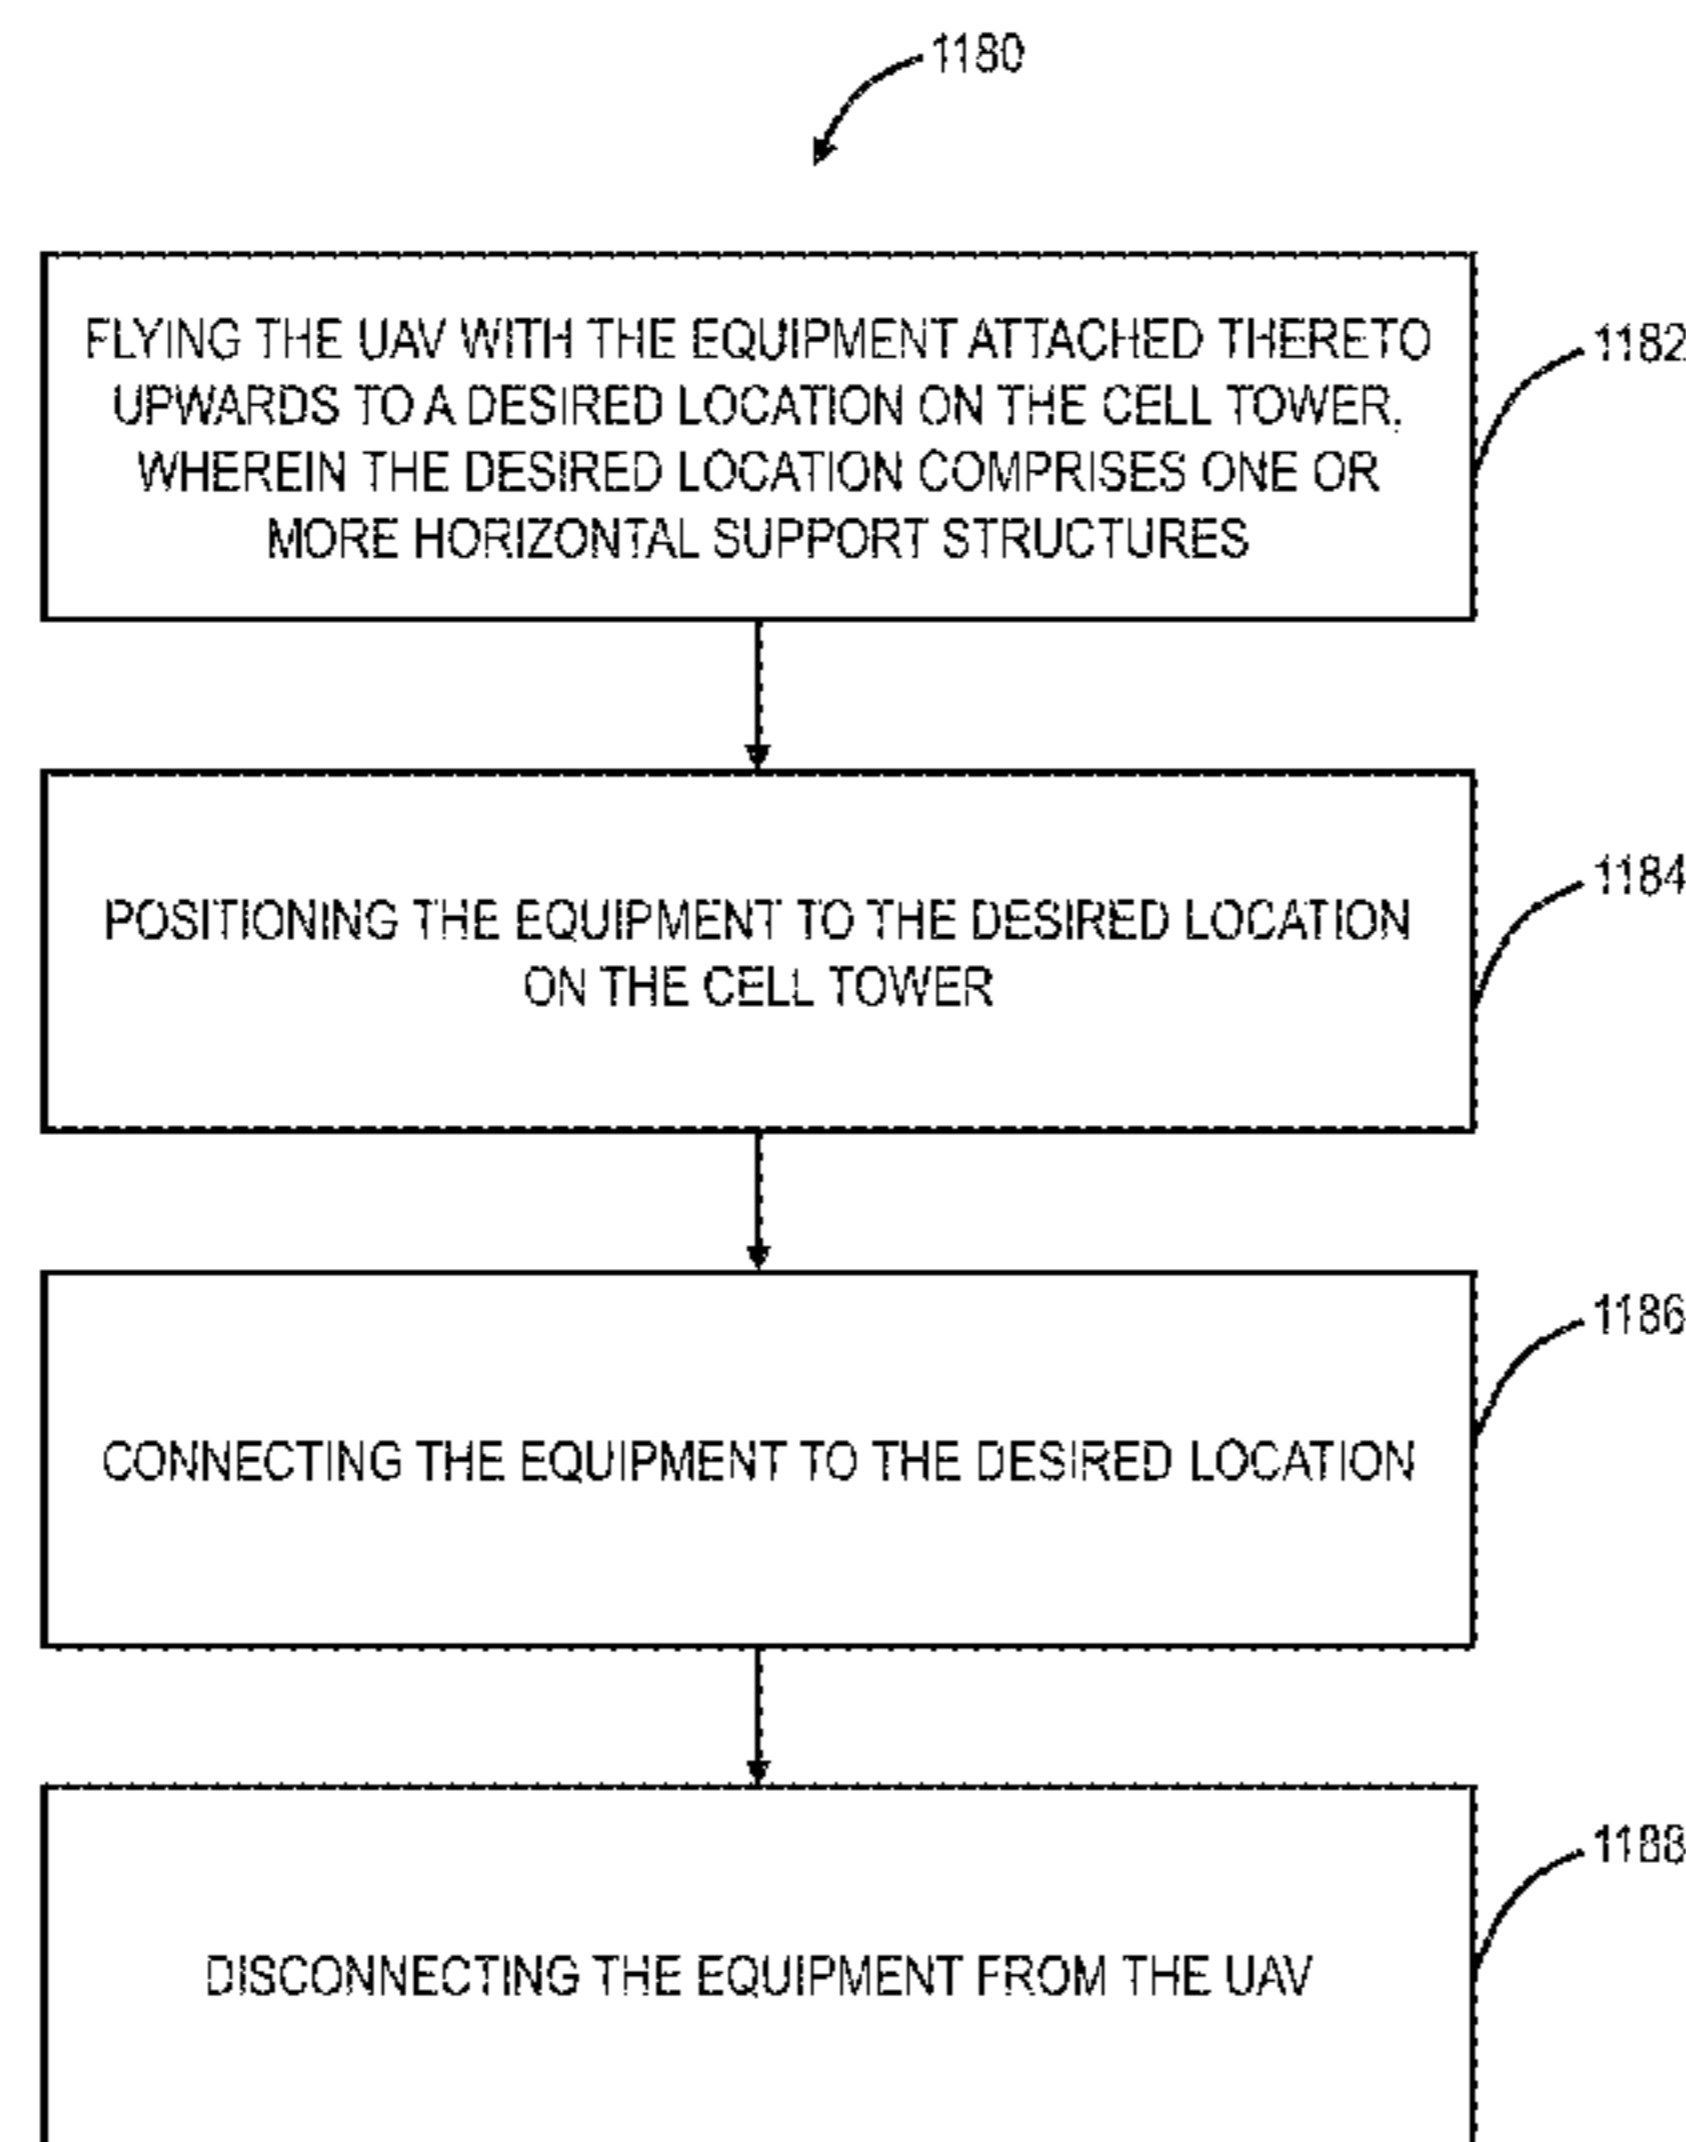 1180
FLYING THE UAV WITH THE EQUIPMENT ATTACHED THERETO
UPWARDS TO A DESIRED LOCATION ON THE CELL TOWER,
WHEREIN THE DESIRED LOCATION COMPRISES ONE OR
MORE HORIZONTAL SUPPORT STRUCTURES
1182
POSITIONING THE EQUIPMENT TO THE DESIRED LOCATION
ON THE CELL TOWER
1184
CONNECTING THE EQUIPMENT TO THE DESIRED LOCATION
1186
DISCONNECTING THE EQUIPMENT FROM THE UAV
1188